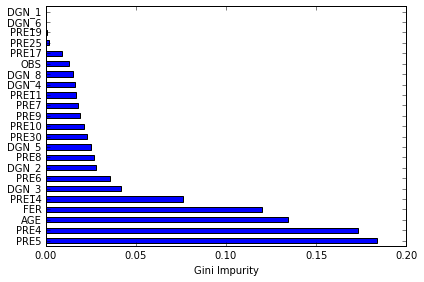 DGN_1
DGN_6
PRE19
PRE25
PRE17
OBS
DGN_8
DGN_4
PRE11
PRE7
PRE9
PRE10
PRE30
DGN_5
PRE8
DGN_2
PRE6
DGN_3
PRE14
FER
AGE
PRE4
PRE5
0.00 0.05 0.10 0.15 0.20
Gini Impurity